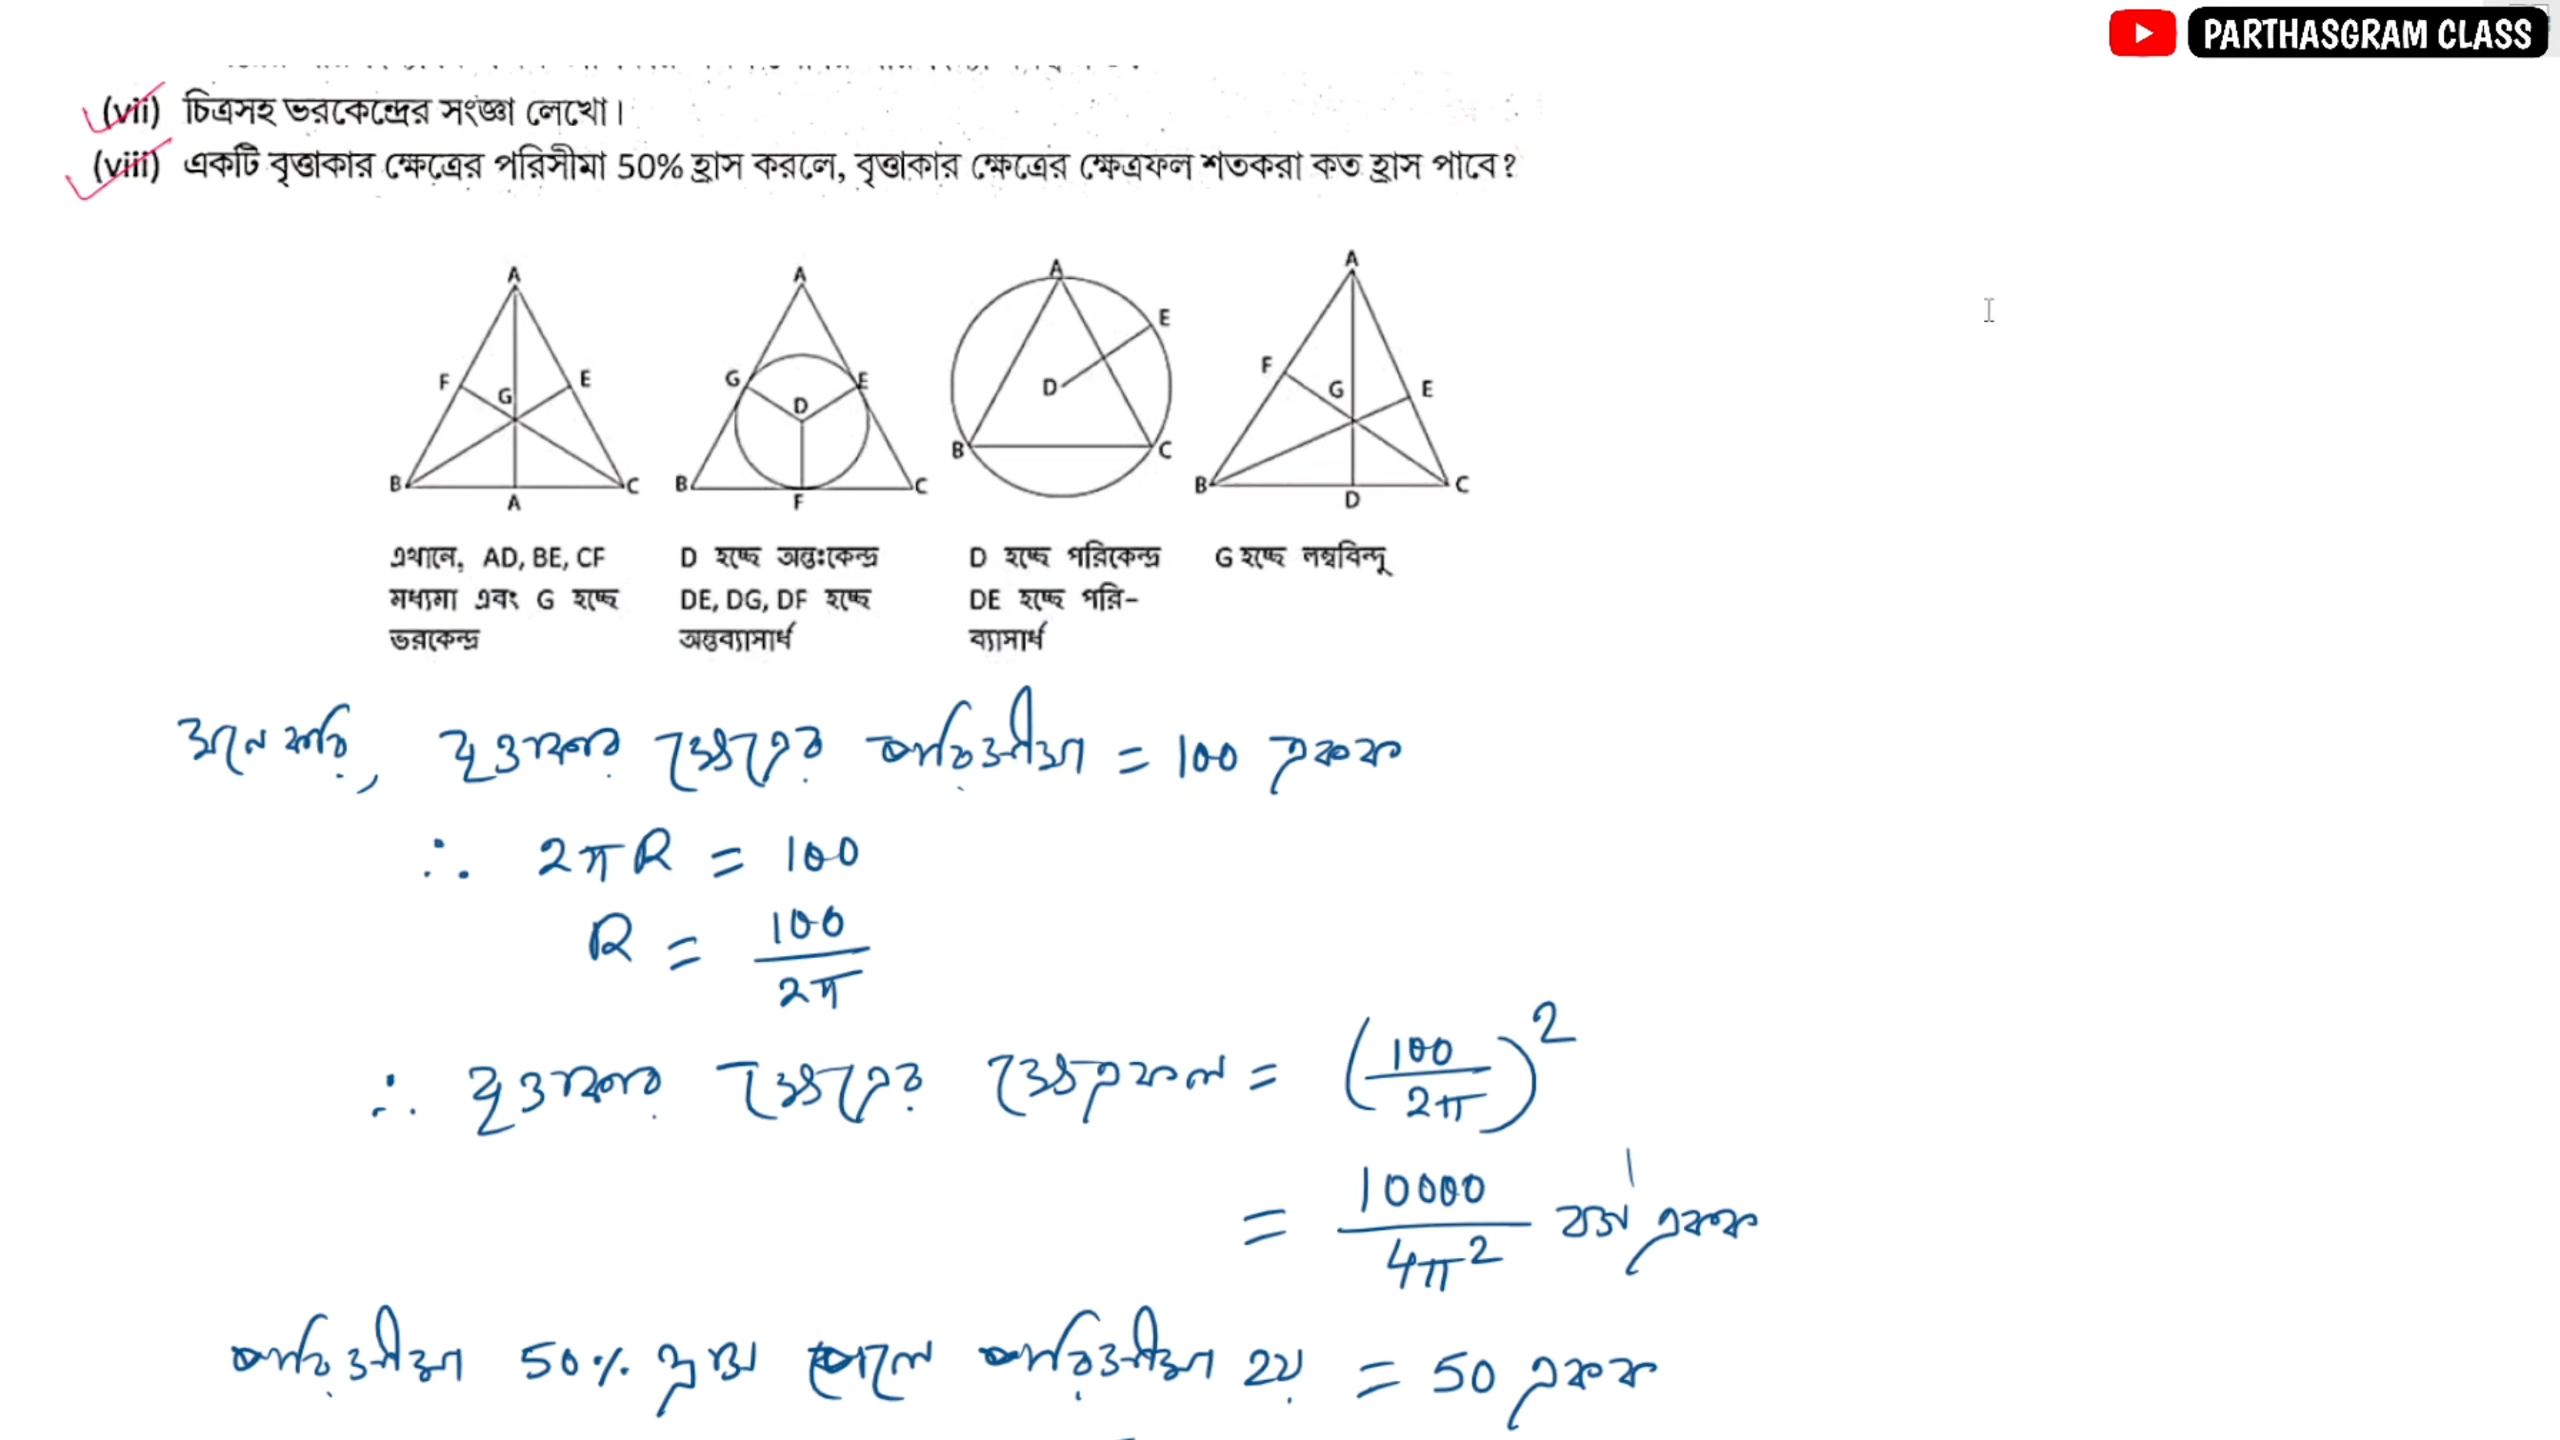 PARTHASGRAM CLASS
(vii) চিত্রসহ ভরকেন্দ্রের সংজ্ঞা লেখো।
(viii) একটি বৃত্তাকার ক্ষেত্রের পরিসীমা 50% হ্রাস করলে, বৃত্তাকার ক্ষেত্রের ক্ষেত্রফল শতকরা কত হ্রাস পাবে?
A A A A
F E G G E D E D F G E
B C B C B C B C
A F D
এখানে, AD, BE, CF
মধ্যমা এবং G হচ্ছে
ভরকেন্দ্র
D হচ্ছে অন্তঃকেন্দ্র
DE, DG, DF হচ্ছে
অন্তব্যাসার্ধ
D হচ্ছে পরিকেন্দ্র
DE হচ্ছে পরি-
ব্যাসার্ধ
G হচ্ছে লম্ববিন্দু
মনে করি, বৃত্তাকার ক্ষেত্রের পরিসীমা = 100 একক
∴ 2πR = 100
R = 100/2π
∴ বৃত্তাকার ক্ষেত্রের ক্ষেত্রফল = (100/2π)²
= 10000/4π² বর্গ একক
পরিসীমা 50% হ্রাস পেলে পরিসীমা হয় = 50 একক